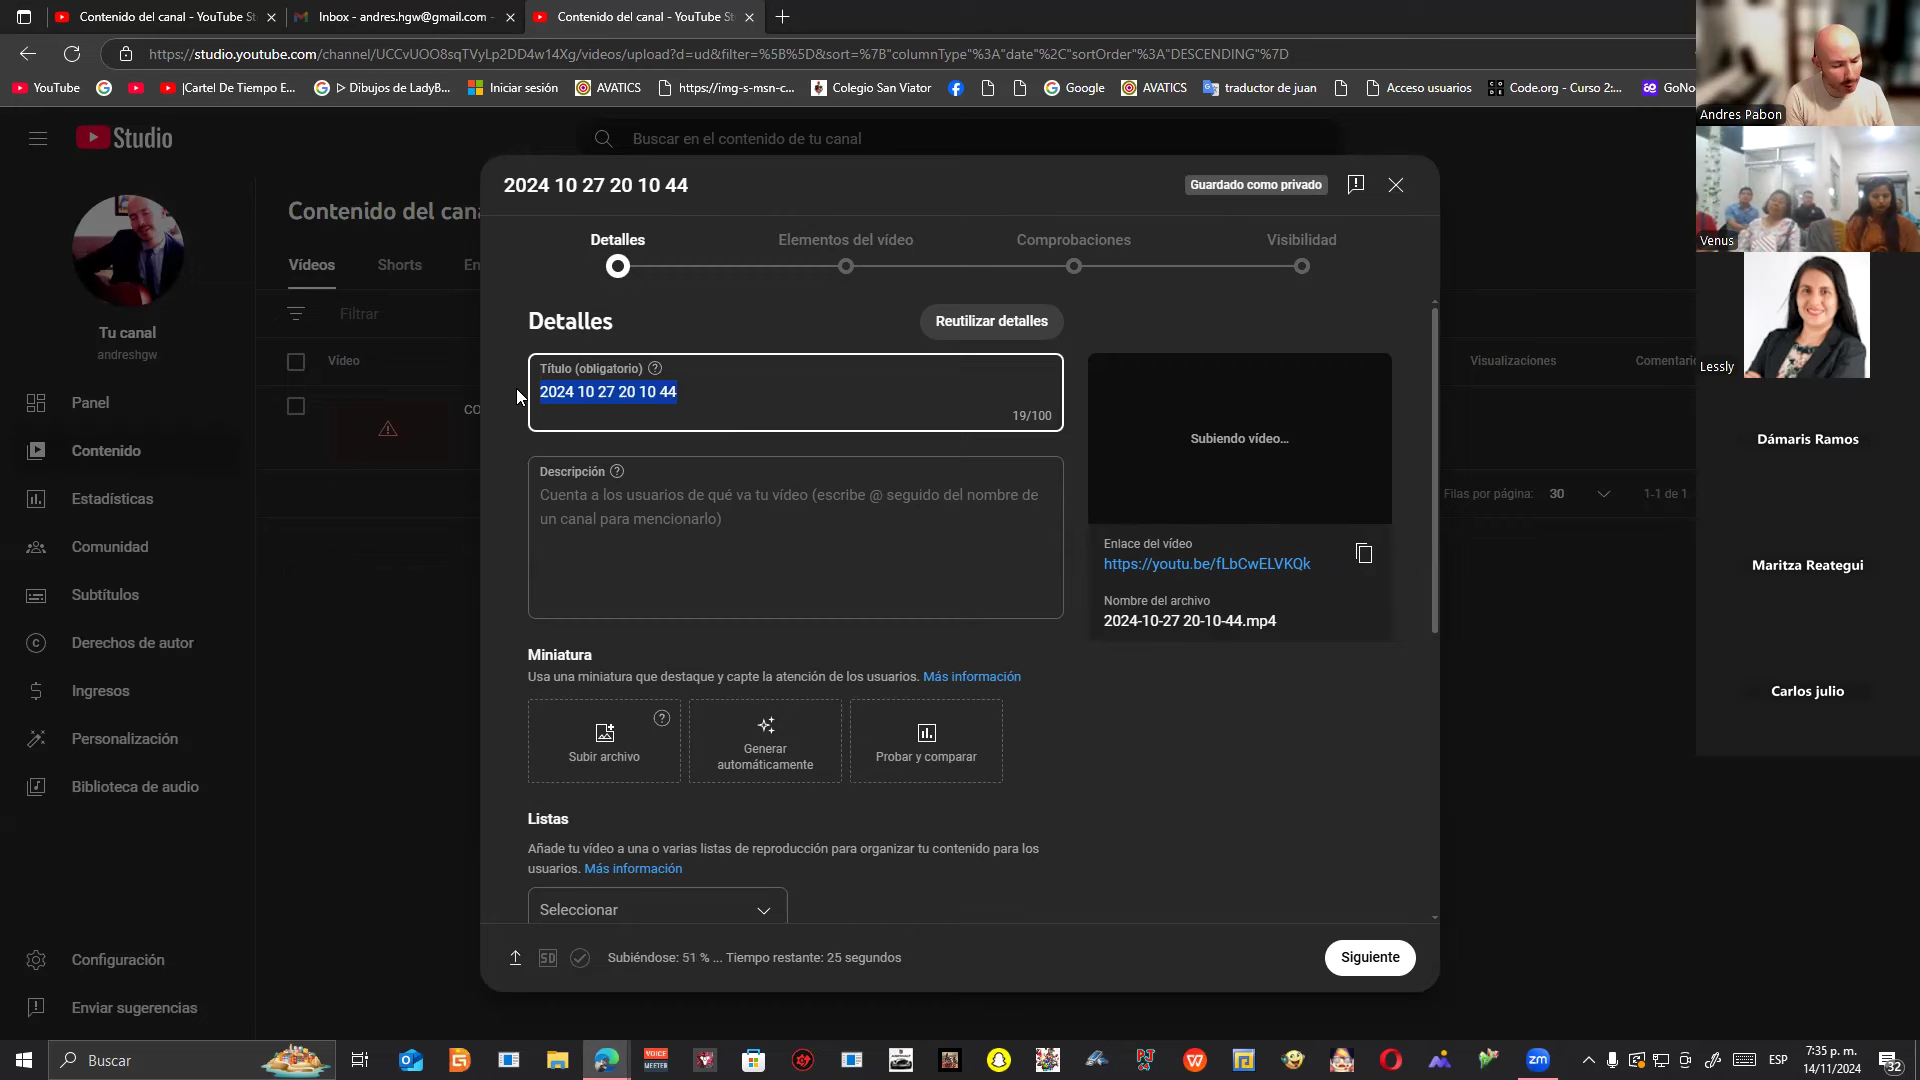 Contenido del canal - YouTube St
Inbox - andres.hgw@gmail.com -
Contenido del canal - YouTube St
https://studio.youtube.com/channel/UCCvUOO8sqTVyLp2DD4w14Xg/videos/upload?d=ud&filter=%5B%5D&sort=%7B"columnType"%3A"date"%2C"sortOrder"%3A"DESCENDING"%7D
YouTube
|Cartel De Tiempo E...
▷ Dibujos de LadyB...
Iniciar sesión
AVATICS
https://img-s-msn-c...
Colegio San Viator
Google
AVATICS
traductor de juan
Acceso usuarios
Code.org - Curso 2:...
GoNo
Andres Pabon
Venus
Lessly
Dámaris Ramos
Maritza Reategui
Carlos julio
Studio
Buscar en el contenido de tu canal
Tu canal
andreshgw
Panel
Contenido
Estadísticas
Comunidad
Subtítulos
Derechos de autor
Ingresos
Personalización
Biblioteca de audio
Configuración
Enviar sugerencias
Contenido del cana
Vídeos
Shorts
En
Filtrar
Vídeo
CO
Visualizaciones
Comentario
Filas por página:
30
1-1 de 1
2024 10 27 20 10 44
Guardado como privado
Detalles
Elementos del vídeo
Comprobaciones
Visibilidad
Detalles
Reutilizar detalles
Título (obligatorio)
2024 10 27 20 10 44
19/100
Descripción
Cuenta a los usuarios de qué va tu vídeo (escribe @ seguido del nombre de
un canal para mencionarlo)
Subiendo vídeo...
Enlace del vídeo
https://youtu.be/fLbCwELVKQk
Nombre del archivo
2024-10-27 20-10-44.mp4
Miniatura
Usa una miniatura que destaque y capte la atención de los usuarios. Más información
Subir archivo
Generar
automáticamente
Probar y comparar
Listas
Añade tu vídeo a una o varias listas de reproducción para organizar tu contenido para los
usuarios. Más información
Seleccionar
SD
Subiéndose: 51 % ... Tiempo restante: 25 segundos
Siguiente
Buscar
VOICE
MEETER
zm
ESP
7:35 p. m.
14/11/2024
32